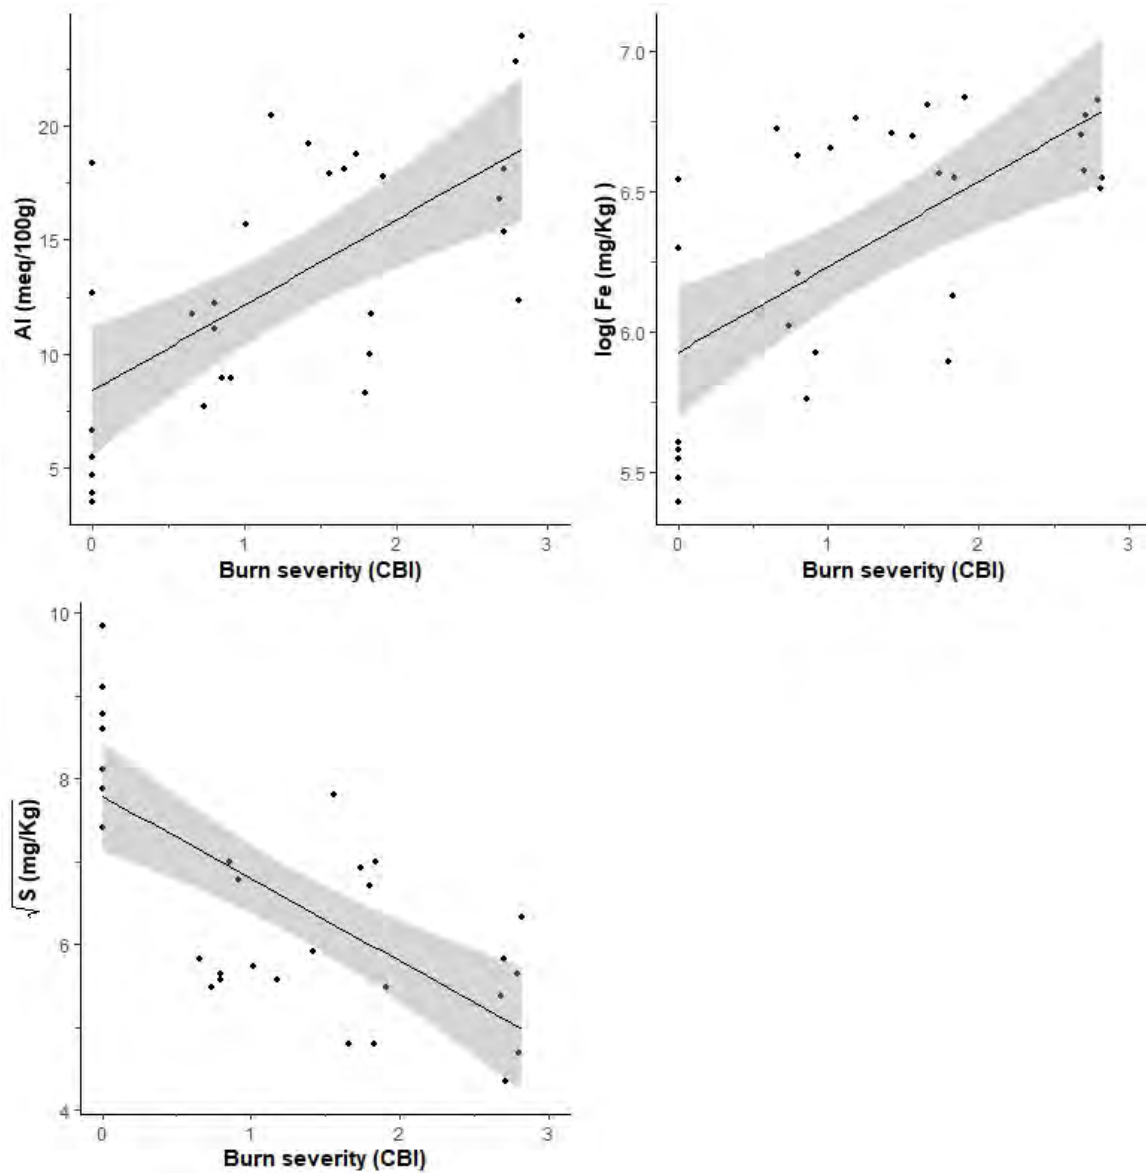 20
15
10
5
Al (meq/100g)
0 1 2 3
Burn severity (CBI)
7.0
6.5
6.0
5.5
log( Fe (mg/Kg) )
0 1 2 3
Burn severity (CBI)
10
8
6
4
√S (mg/Kg)
0 1 2 3
Burn severity (CBI)